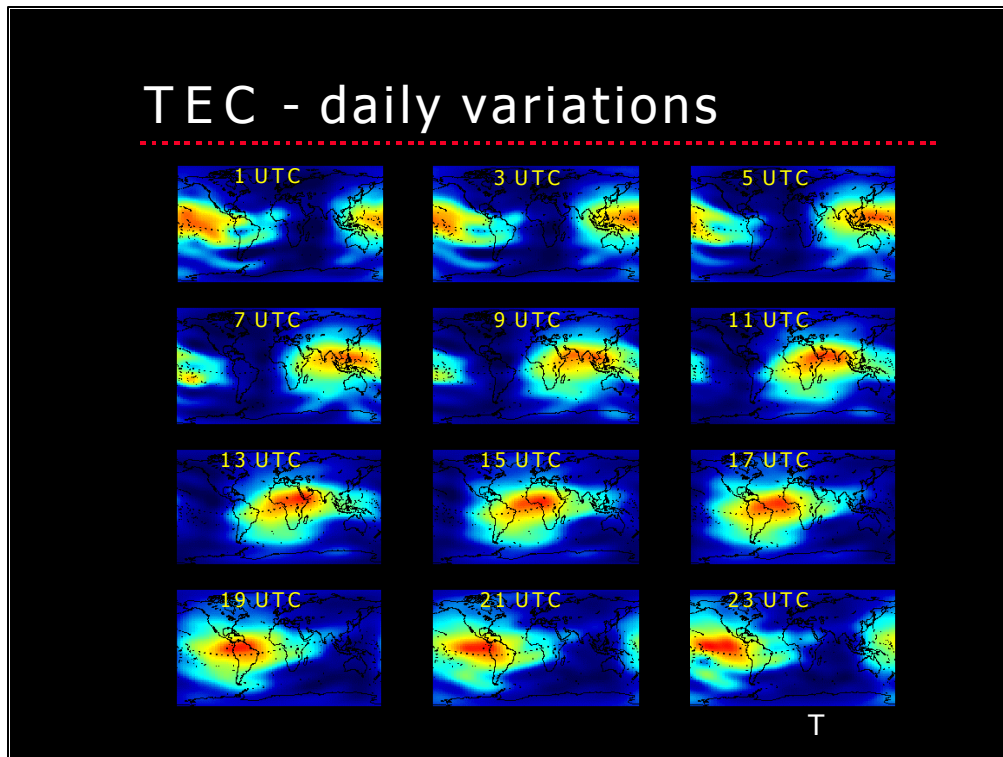 TEC - daily variations
1 UTC 3 UTC 5 UTC
7 UTC 9 UTC 11 UTC
13 UTC 15 UTC 17 UTC
19 UTC 21 UTC 23 UTC
T